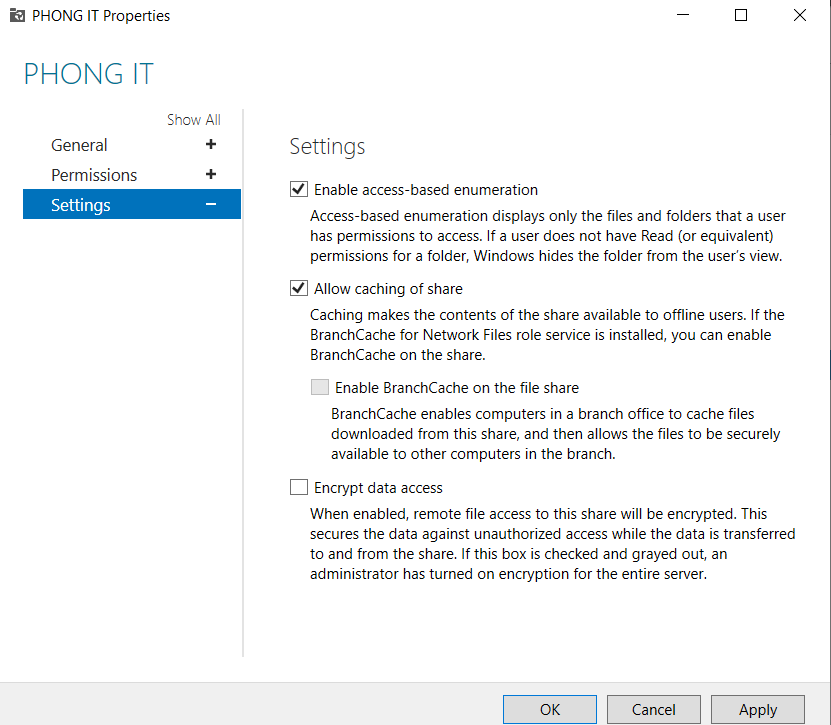 PHONG IT Properties
PHONG IT
Show All
General +
Permissions +
Settings −
Settings
Enable access-based enumeration
Access-based enumeration displays only the files and folders that a user
has permissions to access. If a user does not have Read (or equivalent)
permissions for a folder, Windows hides the folder from the user's view.
Allow caching of share
Caching makes the contents of the share available to offline users. If the
BranchCache for Network Files role service is installed, you can enable
BranchCache on the share.
Enable BranchCache on the file share
BranchCache enables computers in a branch office to cache files
downloaded from this share, and then allows the files to be securely
available to other computers in the branch.
Encrypt data access
When enabled, remote file access to this share will be encrypted. This
secures the data against unauthorized access while the data is transferred
to and from the share. If this box is checked and grayed out, an
administrator has turned on encryption for the entire server.
OK Cancel Apply